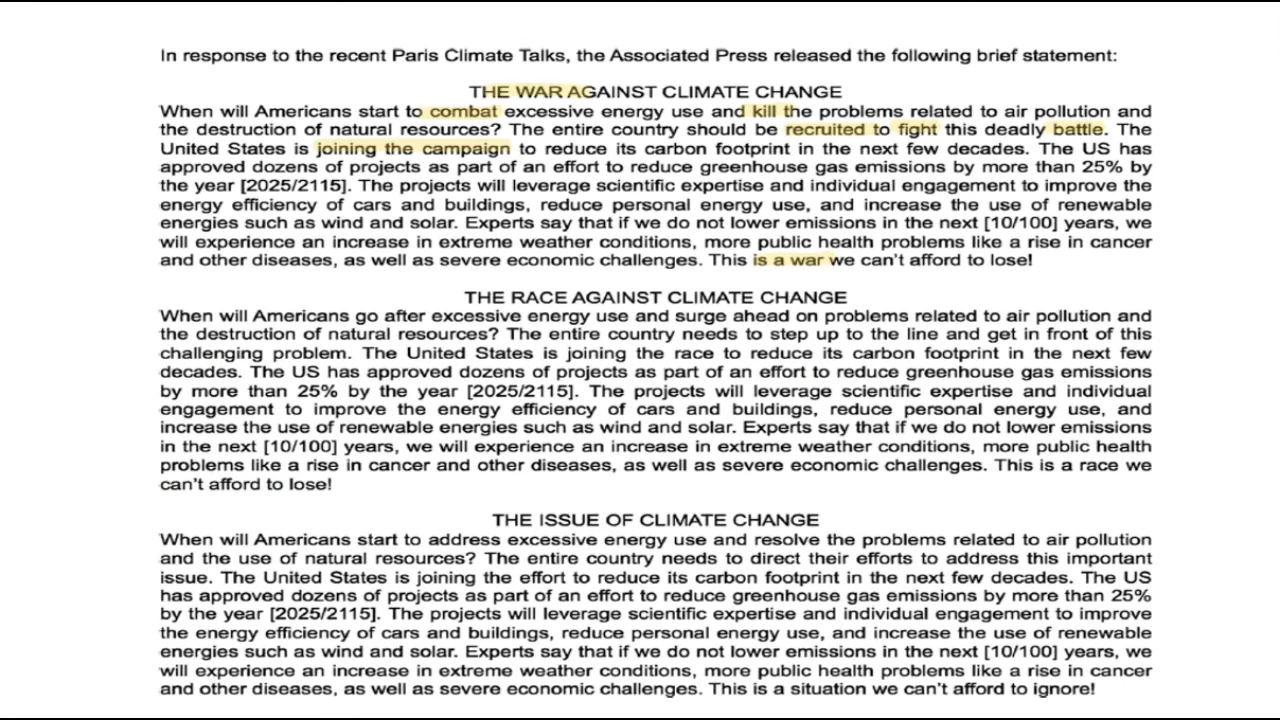 In response to the recent Paris Climate Talks, the Associated Press released the following brief statement:
THE WAR AGAINST CLIMATE CHANGE
When will Americans start to combat excessive energy use and kill the problems related to air pollution and
the destruction of natural resources? The entire country should be recruited to fight this deadly battle. The
United States is joining the campaign to reduce its carbon footprint in the next few decades. The US has
approved dozens of projects as part of an effort to reduce greenhouse gas emissions by more than 25% by
the year [2025/2115]. The projects will leverage scientific expertise and individual engagement to improve the
energy efficiency of cars and buildings, reduce personal energy use, and increase the use of renewable
energies such as wind and solar. Experts say that if we do not lower emissions in the next [10/100] years, we
will experience an increase in extreme weather conditions, more public health problems like a rise in cancer
and other diseases, as well as severe economic challenges. This is a war we can't afford to lose!
THE RACE AGAINST CLIMATE CHANGE
When will Americans go after excessive energy use and surge ahead on problems related to air pollution and
the destruction of natural resources? The entire country needs to step up to the line and get in front of this
challenging problem. The United States is joining the race to reduce its carbon footprint in the next few
decades. The US has approved dozens of projects as part of an effort to reduce greenhouse gas emissions
by more than 25% by the year [2025/2115]. The projects will leverage scientific expertise and individual
engagement to improve the energy efficiency of cars and buildings, reduce personal energy use, and
increase the use of renewable energies such as wind and solar. Experts say that if we do not lower emissions
in the next [10/100] years, we will experience an increase in extreme weather conditions, more public health
problems like a rise in cancer and other diseases, as well as severe economic challenges. This is a race we
can't afford to lose!
THE ISSUE OF CLIMATE CHANGE
When will Americans start to address excessive energy use and resolve the problems related to air pollution
and the use of natural resources? The entire country needs to direct their efforts to address this important
issue. The United States is joining the effort to reduce its carbon footprint in the next few decades. The US
has approved dozens of projects as part of an effort to reduce greenhouse gas emissions by more than 25%
by the year [2025/2115]. The projects will leverage scientific expertise and individual engagement to improve
the energy efficiency of cars and buildings, reduce personal energy use, and increase the use of renewable
energies such as wind and solar. Experts say that if we do not lower emissions in the next [10/100] years, we
will experience an increase in extreme weather conditions, more public health problems like a rise in cancer
and other diseases, as well as severe economic challenges. This is a situation we can't afford to ignore!